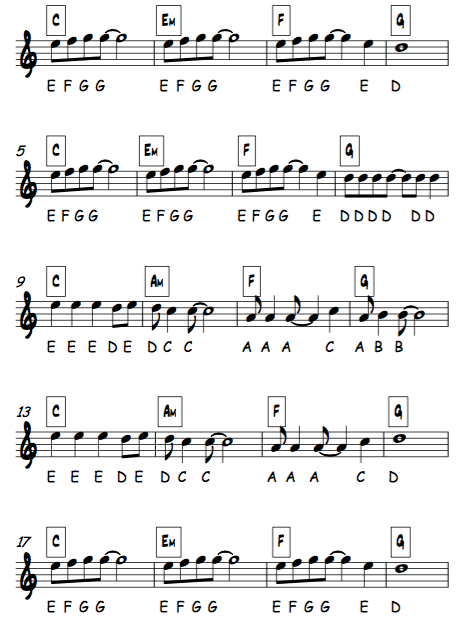 C Em F G
E F G G E F G G E F G G E D
5 C Em F G
E F G G E F G G E F G G E D D D D D D
9 C Am F G
E E E D E D C C A A A C A B B
13 C Am F G
E E E D E D C C A A A C D
17 C Em F G
E F G G E F G G E F G G E D